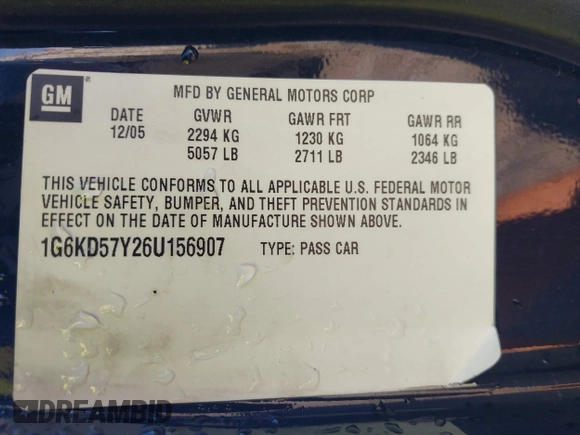 GM MFD BY GENERAL MOTORS CORP
DATE GVWR GAWR FRT GAWR RR
12/05 2294 KG 1230 KG 1064 KG
5057 LB 2711 LB 2346 LB
THIS VEHICLE CONFORMS TO ALL APPLICABLE U.S. FEDERAL MOTOR
VEHICLE SAFETY, BUMPER, AND THEFT PREVENTION STANDARDS IN
EFFECT ON THE DATE OF MANUFACTURE SHOWN ABOVE.
1G6KD57Y26U156907 TYPE: PASS CAR
DREAMBID